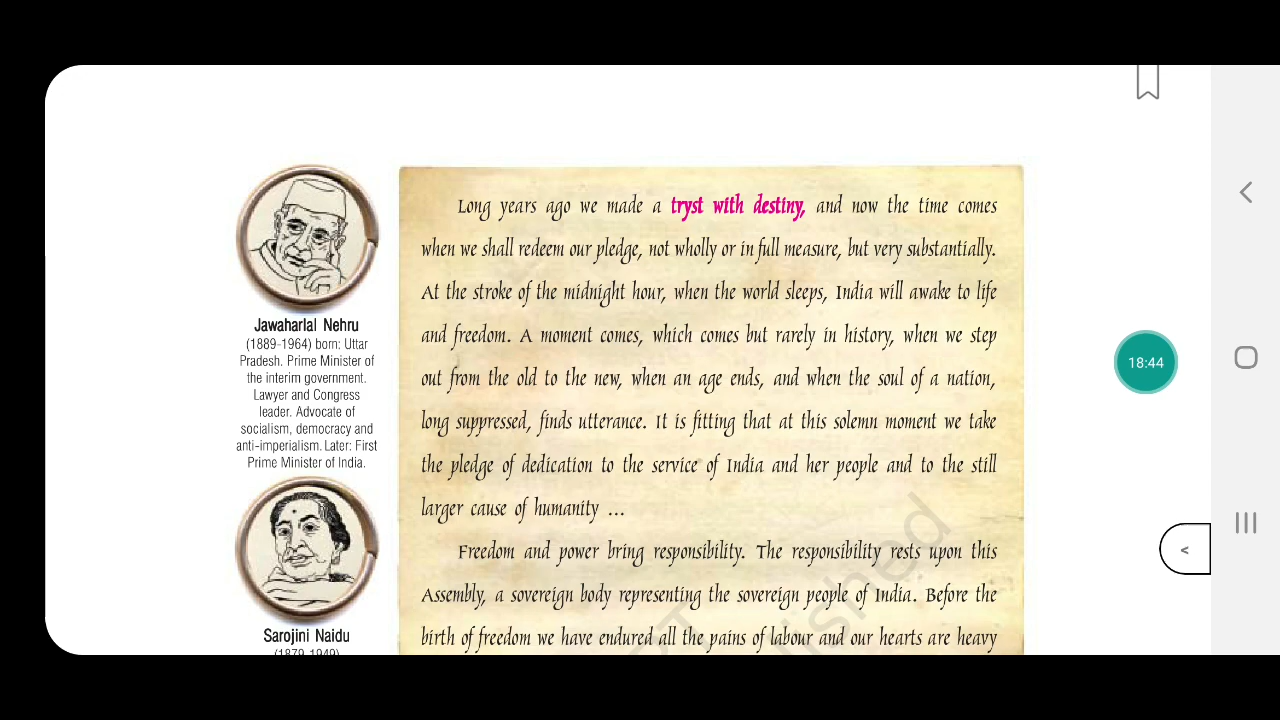 Long years ago we made a tryst with destiny, and now the time comes
when we shall redeem our pledge, not wholly or in full measure, but very substantially.
At the stroke of the midnight hour, when the world sleeps, India will awake to life
and freedom. A moment comes, which comes but rarely in history, when we step
out from the old to the new, when an age ends, and when the soul of a nation,
long suppressed, finds utterance. It is fitting that at this solemn moment we take
the pledge of dedication to the service of India and her people and to the still
larger cause of humanity ...
Freedom and power bring responsibility. The responsibility rests upon this
Assembly, a sovereign body representing the sovereign people of India. Before the
birth of freedom we have endured all the pains of labour and our hearts are heavy
Jawaharlal Nehru
(1889-1964) born: Uttar
Pradesh. Prime Minister of
the interim government.
Lawyer and Congress
leader. Advocate of
socialism, democracy and
anti-imperialism. Later: First
Prime Minister of India.
Sarojini Naidu
(1879-1949)
18:44
<